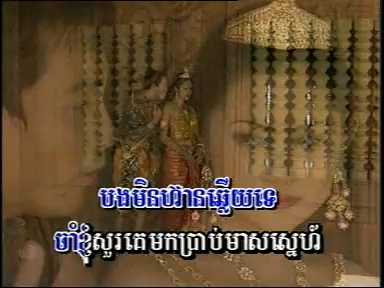 បងមិនហ៊ានឆ្លើយទេ
ចាំខ្ញុំសួរគេមកប្រាប់មាសស្នេហ៍